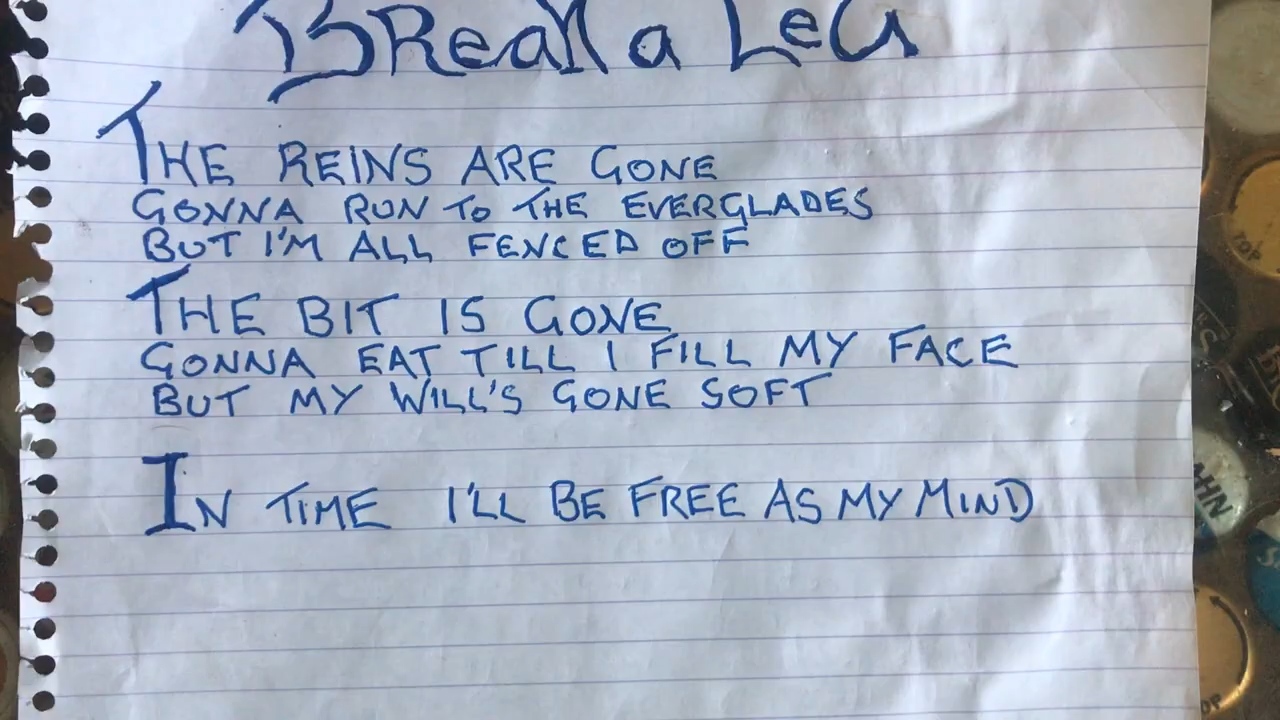 Break a Leg
THE REINS ARE GONE
GONNA RUN TO THE EVERGLADES
BUT I'M ALL FENCED OFF
THE BIT IS GONE
GONNA EAT TILL I FILL MY FACE
BUT MY WILL'S GONE SOFT
IN TIME I'LL BE FREE AS MY MIND